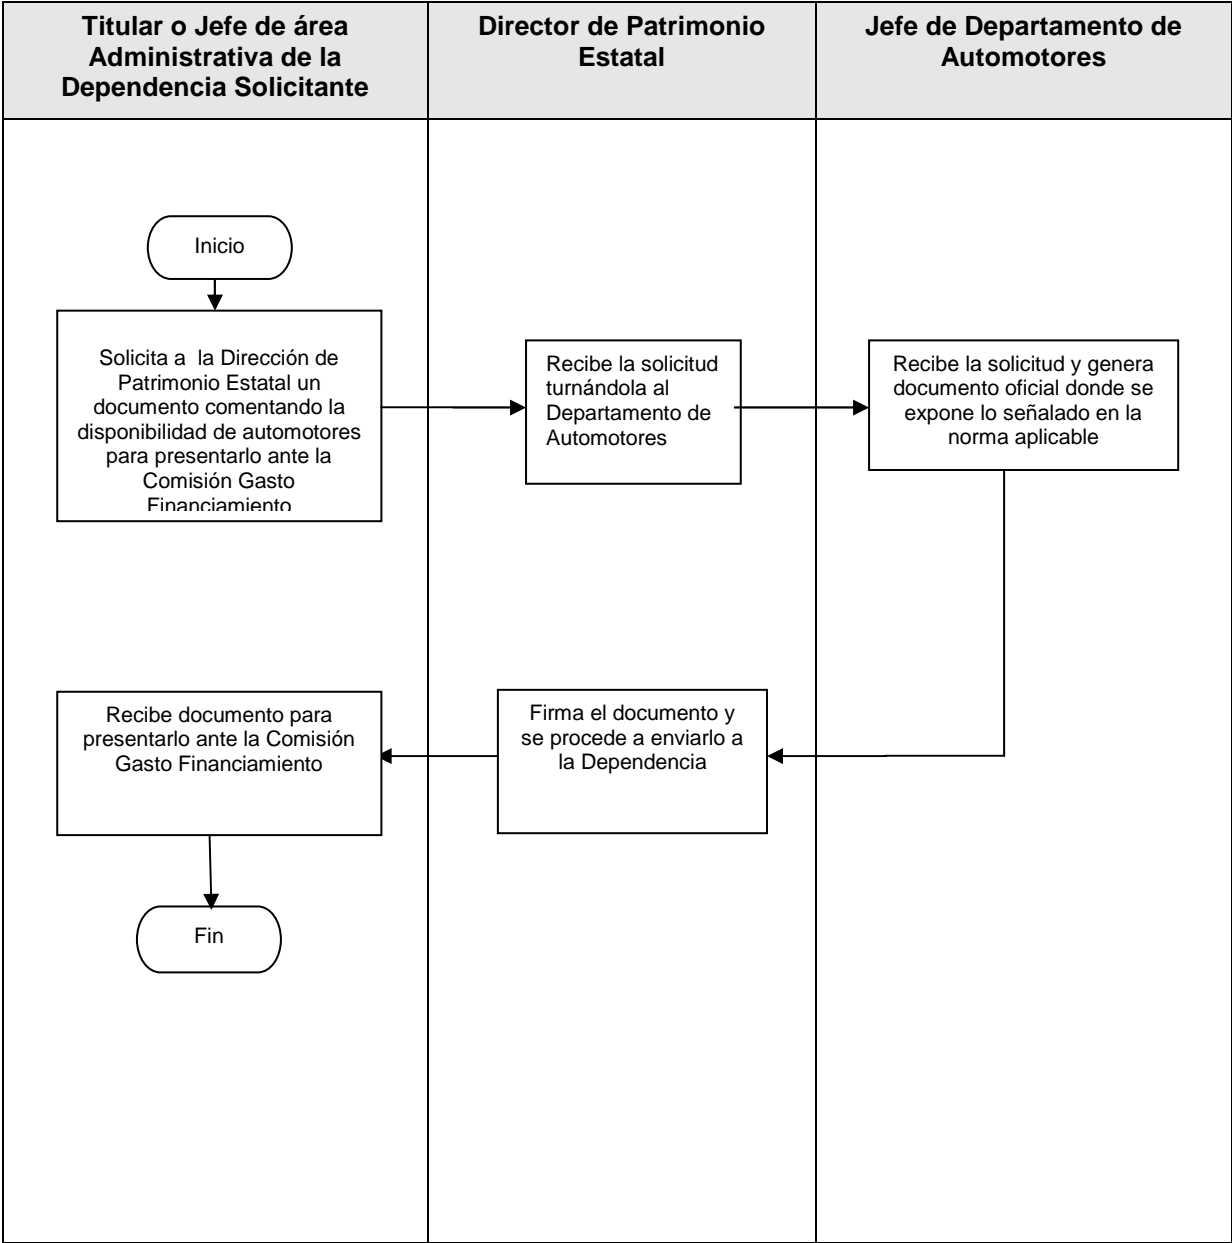 Titular o Jefe de área
Administrativa de la
Dependencia Solicitante
Director de Patrimonio
Estatal
Jefe de Departamento de
Automotores
Inicio
Solicita a la Dirección de
Patrimonio Estatal un
documento comentando la
disponibilidad de automotores
para presentarlo ante la
Comisión Gasto
Financiamiento
Recibe la solicitud
turnándola al
Departamento de
Automotores
Recibe la solicitud y genera
documento oficial donde se
expone lo señalado en la
norma aplicable
Recibe documento para
presentarlo ante la Comisión
Gasto Financiamiento
Firma el documento y
se procede a enviarlo a
la Dependencia
Fin